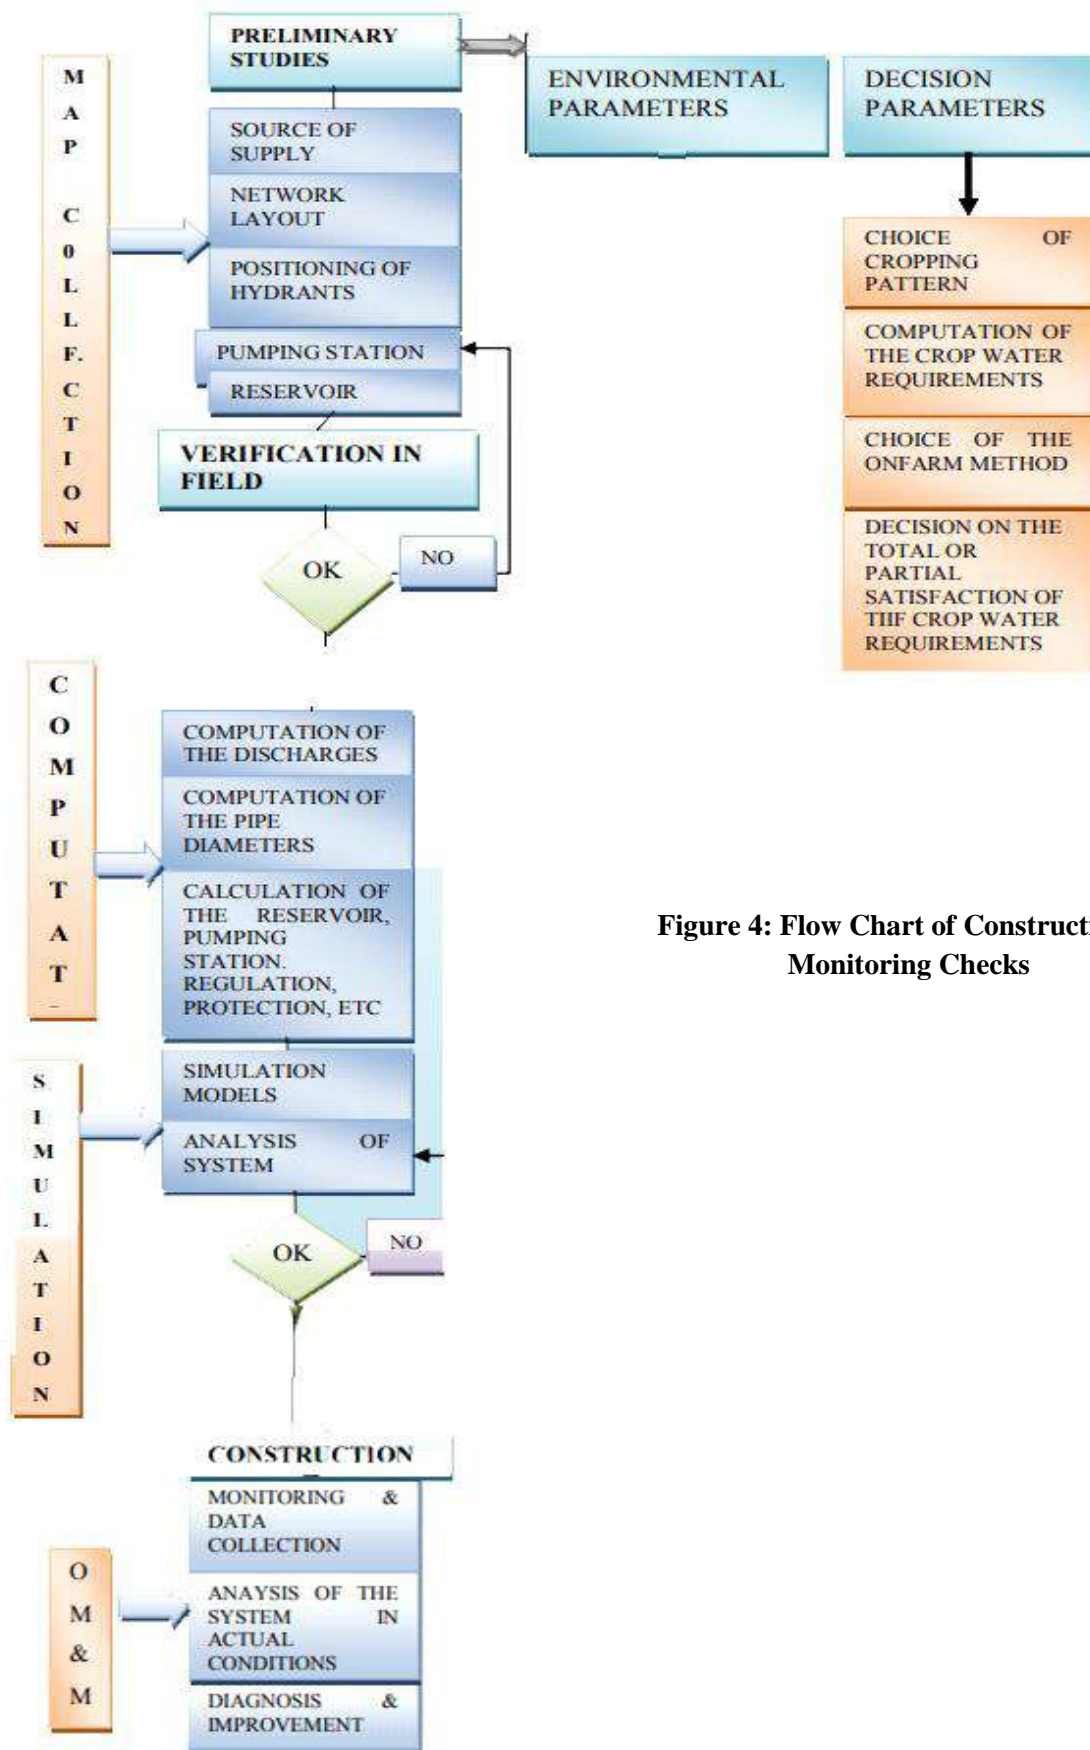 PRELIMINARY
STUDIES
ENVIRONMENTAL
PARAMETERS
DECISION
PARAMETERS
M
A
P
C
0
L
L
F.
C
T
I
O
N
SOURCE OF
SUPPLY
NETWORK
LAYOUT
POSITIONING OF
HYDRANTS
PUMPING STATION
RESERVOIR
VERIFICATION IN
FIELD
OK
NO
CHOICE OF
CROPPING
PATTERN
COMPUTATION OF
THE CROP WATER
REQUIREMENTS
CHOICE OF THE
ONFARM METHOD
DECISION ON THE
TOTAL OR
PARTIAL
SATISFACTION OF
TIIF CROP WATER
REQUIREMENTS
C
O
M
P
U
T
A
T
COMPUTATION OF
THE DISCHARGES
COMPUTATION OF
THE PIPE
DIAMETERS
CALCULATION OF
THE RESERVOIR,
PUMPING
STATION.
REGULATION,
PROTECTION, ETC
Figure 4: Flow Chart of Constructi
Monitoring Checks
S
I
M
U
L
A
T
I
O
N
SIMULATION
MODELS
ANALYSIS OF
SYSTEM
OK
NO
CONSTRUCTION
O
M
&
M
MONITORING &
DATA
COLLECTION
ANAYSIS OF THE
SYSTEM IN
ACTUAL
CONDITIONS
DIAGNOSIS &
IMPROVEMENT